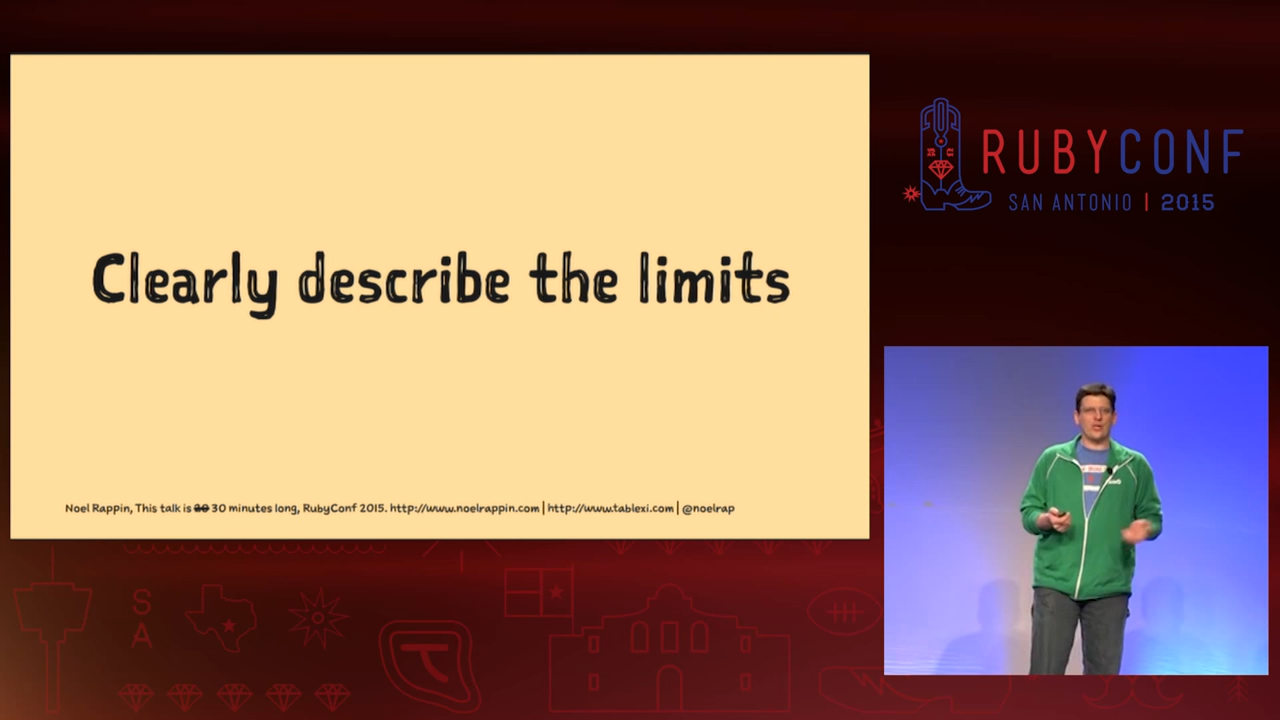 Clearly describe the limits
Noel Rappin, This talk is 20 30 minutes long, RubyConf 2015. http://www.noelrappin.com | http://www.tablexi.com | @noelrap
RUBYCONF
SAN ANTONIO | 2015
S
A